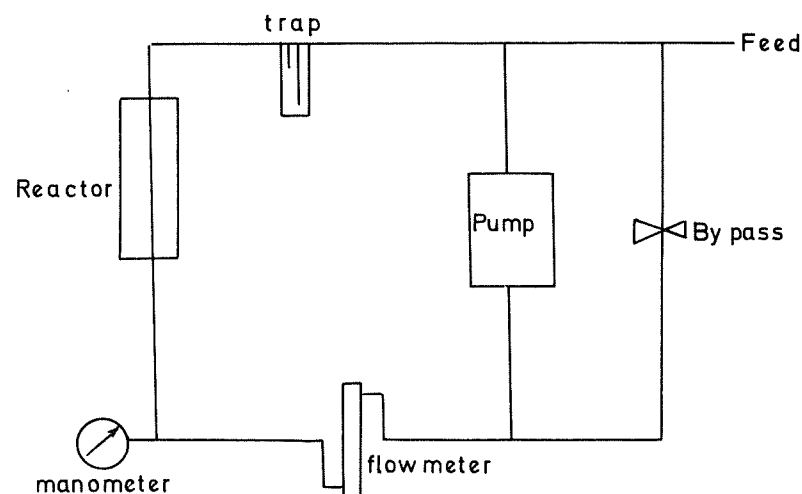 trap
Feed
Reactor
Pump
By pass
flow meter
manometer